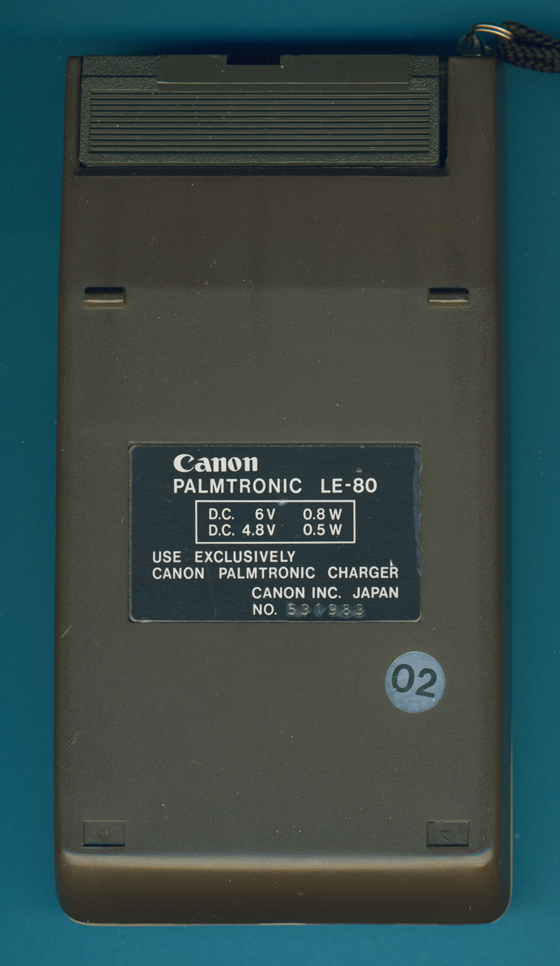 Canon
PALMTRONIC LE-80
D.C. 6V 0.8W
D.C. 4.8V 0.5W
USE EXCLUSIVELY
CANON PALMTRONIC CHARGER
CANON INC. JAPAN
NO. 531983
02